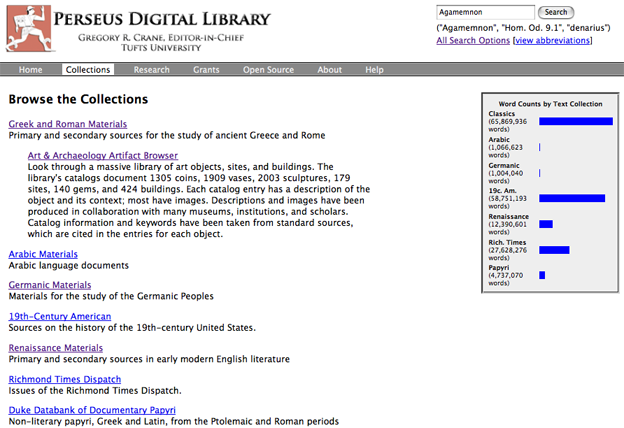 PERSEUS DIGITAL LIBRARY
GREGORY R. CRANE, EDITOR-IN-CHIEF
TUFTS UNIVERSITY
Agamemnon Search
("Agamemnon", "Hom. Od. 9.1", "denarius")
All Search Options [view abbreviations]
Home Collections Research Grants Open Source About Help
Browse the Collections
Greek and Roman Materials
Primary and secondary sources for the study of ancient Greece and Rome
Art & Archaeology Artifact Browser
Look through a massive library of art objects, sites, and buildings. The
library's catalogs document 1305 coins, 1909 vases, 2003 sculptures, 179
sites, 140 gems, and 424 buildings. Each catalog entry has a description of the
object and its context; most have images. Descriptions and images have been
produced in collaboration with many museums, institutions, and scholars.
Catalog information and keywords have been taken from standard sources,
which are cited in the entries for each object.
Arabic Materials
Arabic language documents
Germanic Materials
Materials for the study of the Germanic Peoples
19th-Century American
Sources on the history of the 19th-century United States.
Renaissance Materials
Primary and secondary sources in early modern English literature
Richmond Times Dispatch
Issues of the Richmond Times Dispatch.
Duke Databank of Documentary Papyri
Non-literary papyri, Greek and Latin, from the Ptolemaic and Roman periods
Word Counts by Text Collection
Classics
(65,869,936
words)
Arabic
(1,066,623
words)
Germanic
(1,004,040
words)
19c. Am.
(58,751,193
words)
Renaissance
(12,390,601
words)
Rich. Times
(27,628,276
words)
Papyri
(4,737,070
words)